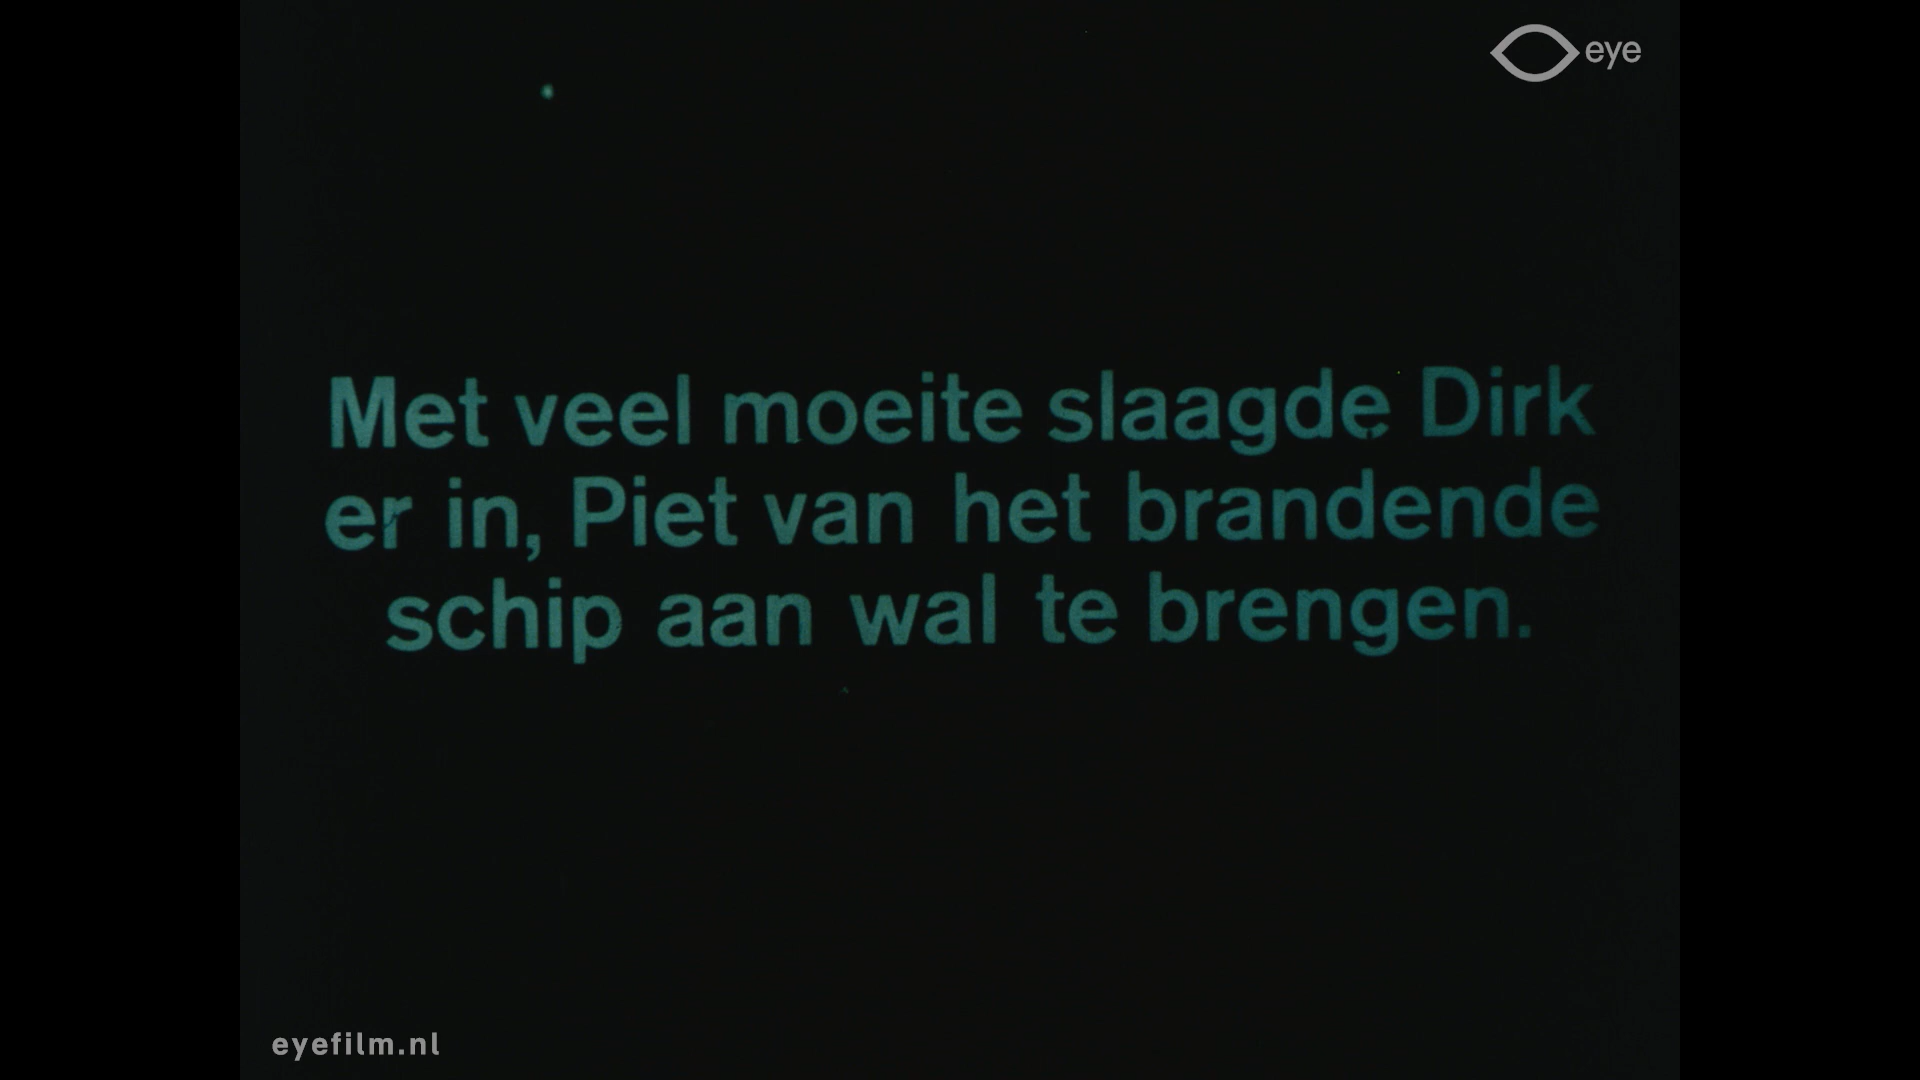 eye
Met veel moeite slaagde Dirk
er in, Piet van het brandende
schip aan wal te brengen.
eyefilm.nl